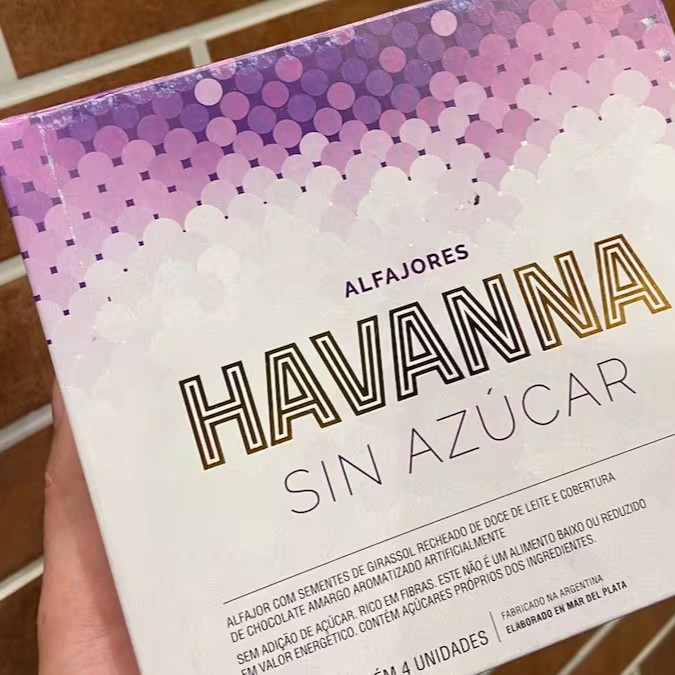 ALFAJORES
HAVANNA
SIN AZÚCAR
ALFAJOR COM SEMENTES DE GIRASSOL RECHEADO DE DOCE DE LEITE E COBERTURA
DE CHOCOLATE AMARGO AROMATIZADO ARTIFICIALMENTE
SEM ADIÇÃO DE AÇÚCAR. RICO EM FIBRAS. ESTE NÃO É UM ALIMENTO BAIXO OU REDUZIDO
EM VALOR ENERGÉTICO. CONTÉM AÇÚCARES PRÓPRIOS DOS INGREDIENTES.
4 UNIDADES
FABRICADO NA ARGENTINA
ELABORADO EN MAR DEL PLATA